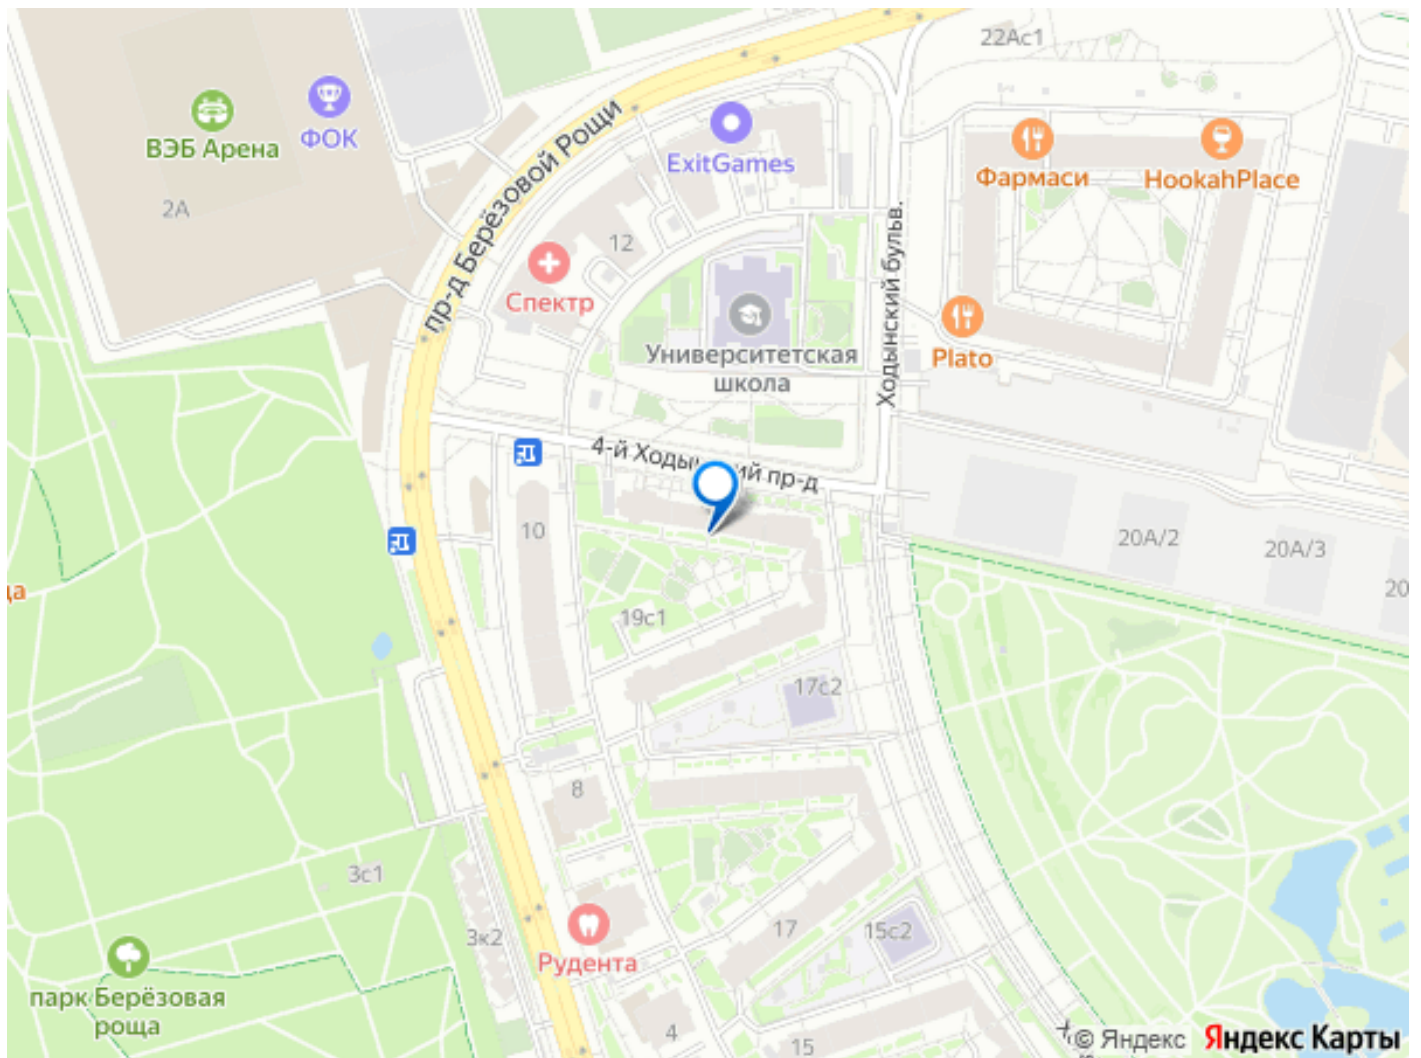 22Ас1
ВЭБ Арена
ФОК
2А
пр-д Берёзовой Рощи
ExitGames
Фармаси
HookahPlace
12
Спектр
Ходынский бульв.
Plato
Университетская
школа
4-й Ходы ий пр-д
10
20А/2
20А/3
20
19с1
17с2
8
3с1
3к2
Рудента
17
15с2
парк Берёзовая
роща
4
15
© Яндекс
Яндекс Карты